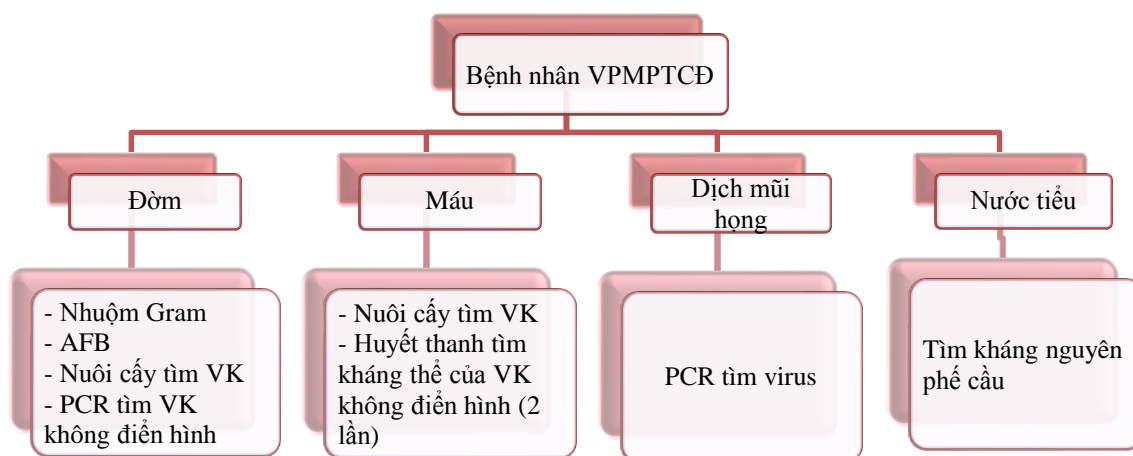 Bệnh nhân VPMPTCĐ
Đờm
Máu
Dịch mũi
họng
Nước tiểu
- Nhuộm Gram
- AFB
- Nuôi cấy tìm VK
- PCR tìm VK
không điển hình
- Nuôi cấy tìm VK
- Huyết thanh tìm
kháng thể của VK
không điển hình (2
lần)
PCR tìm virus
Tìm kháng nguyên
phế cầu